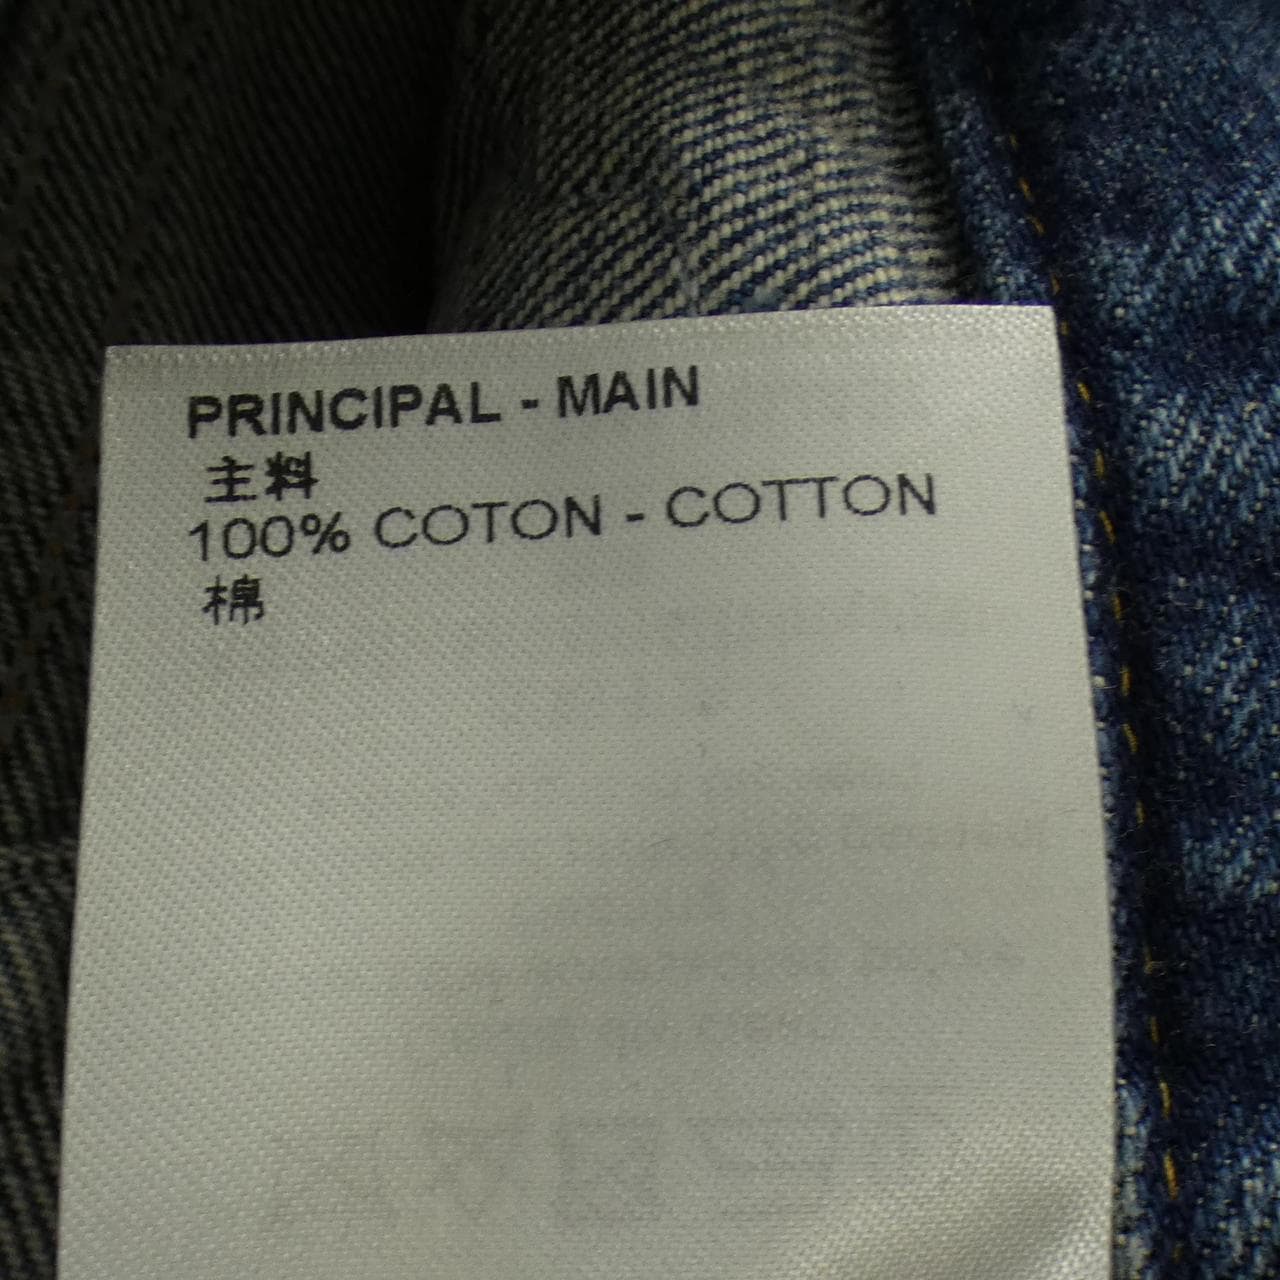 PRINCIPAL - MAIN
主料
100% COTON - COTTON
棉